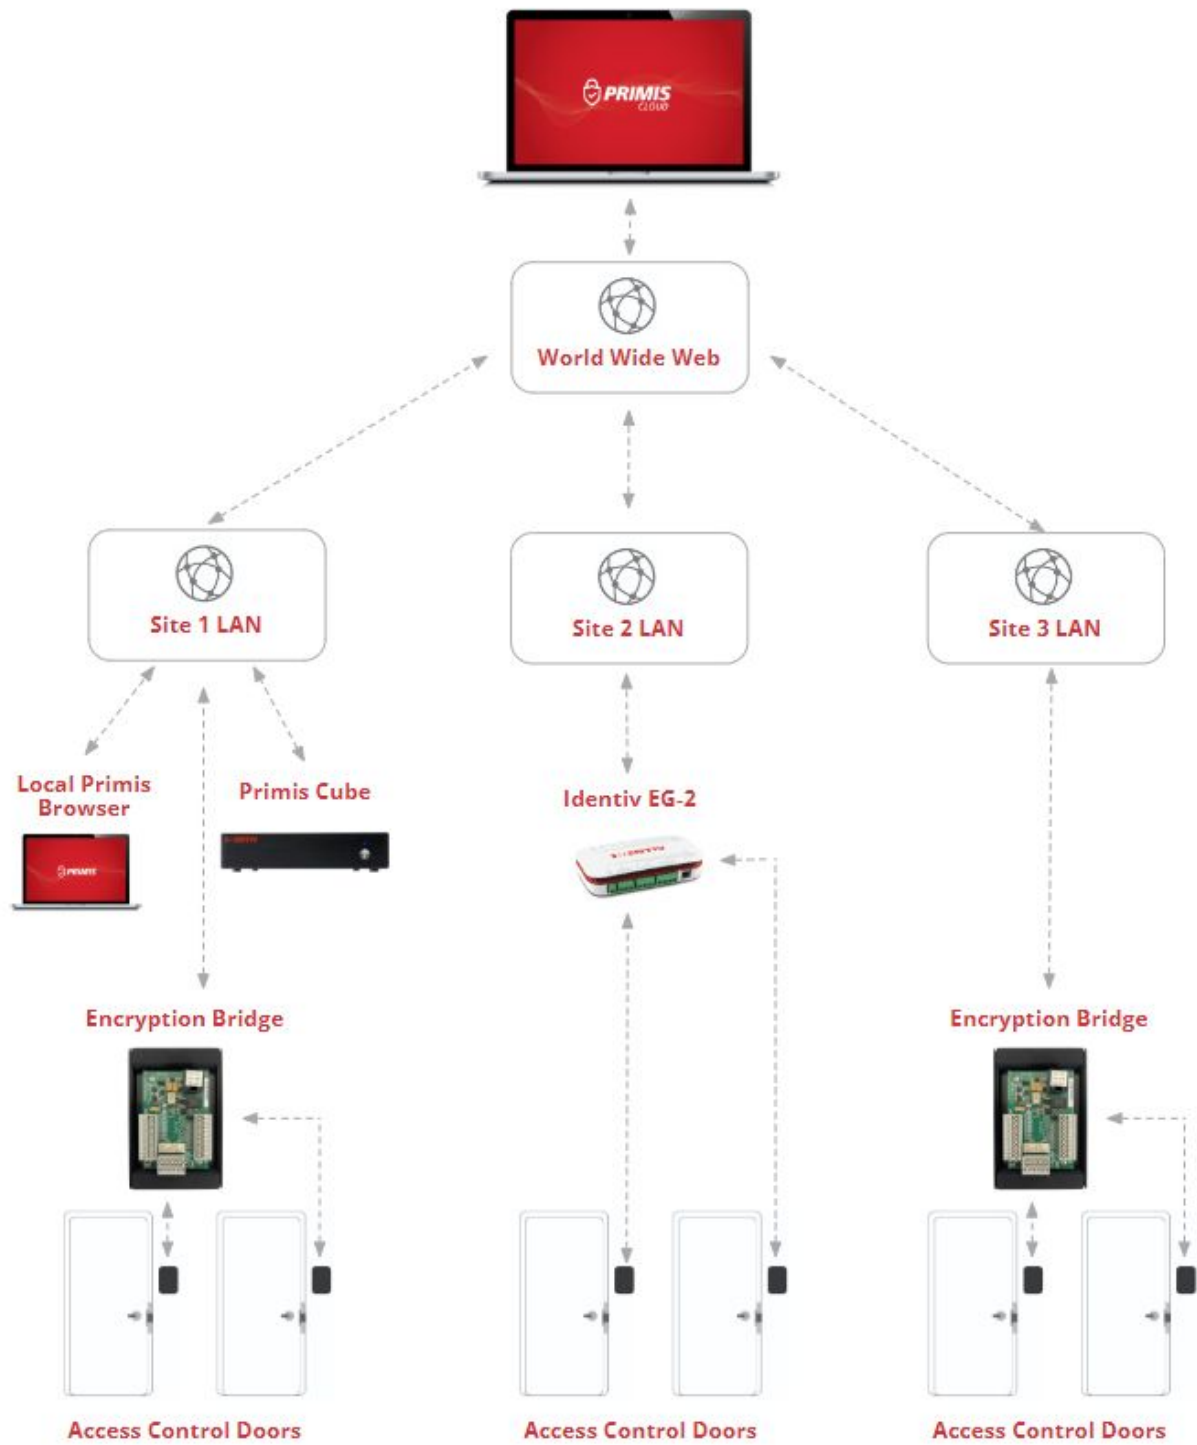 PRIMIS
CLOUD
World Wide Web
Site 1 LAN
Site 2 LAN
Site 3 LAN
Local Primis
Browser
Primis Cube
Identiv EG-2
PRIMIS
Encryption Bridge
Encryption Bridge
Access Control Doors
Access Control Doors
Access Control Doors